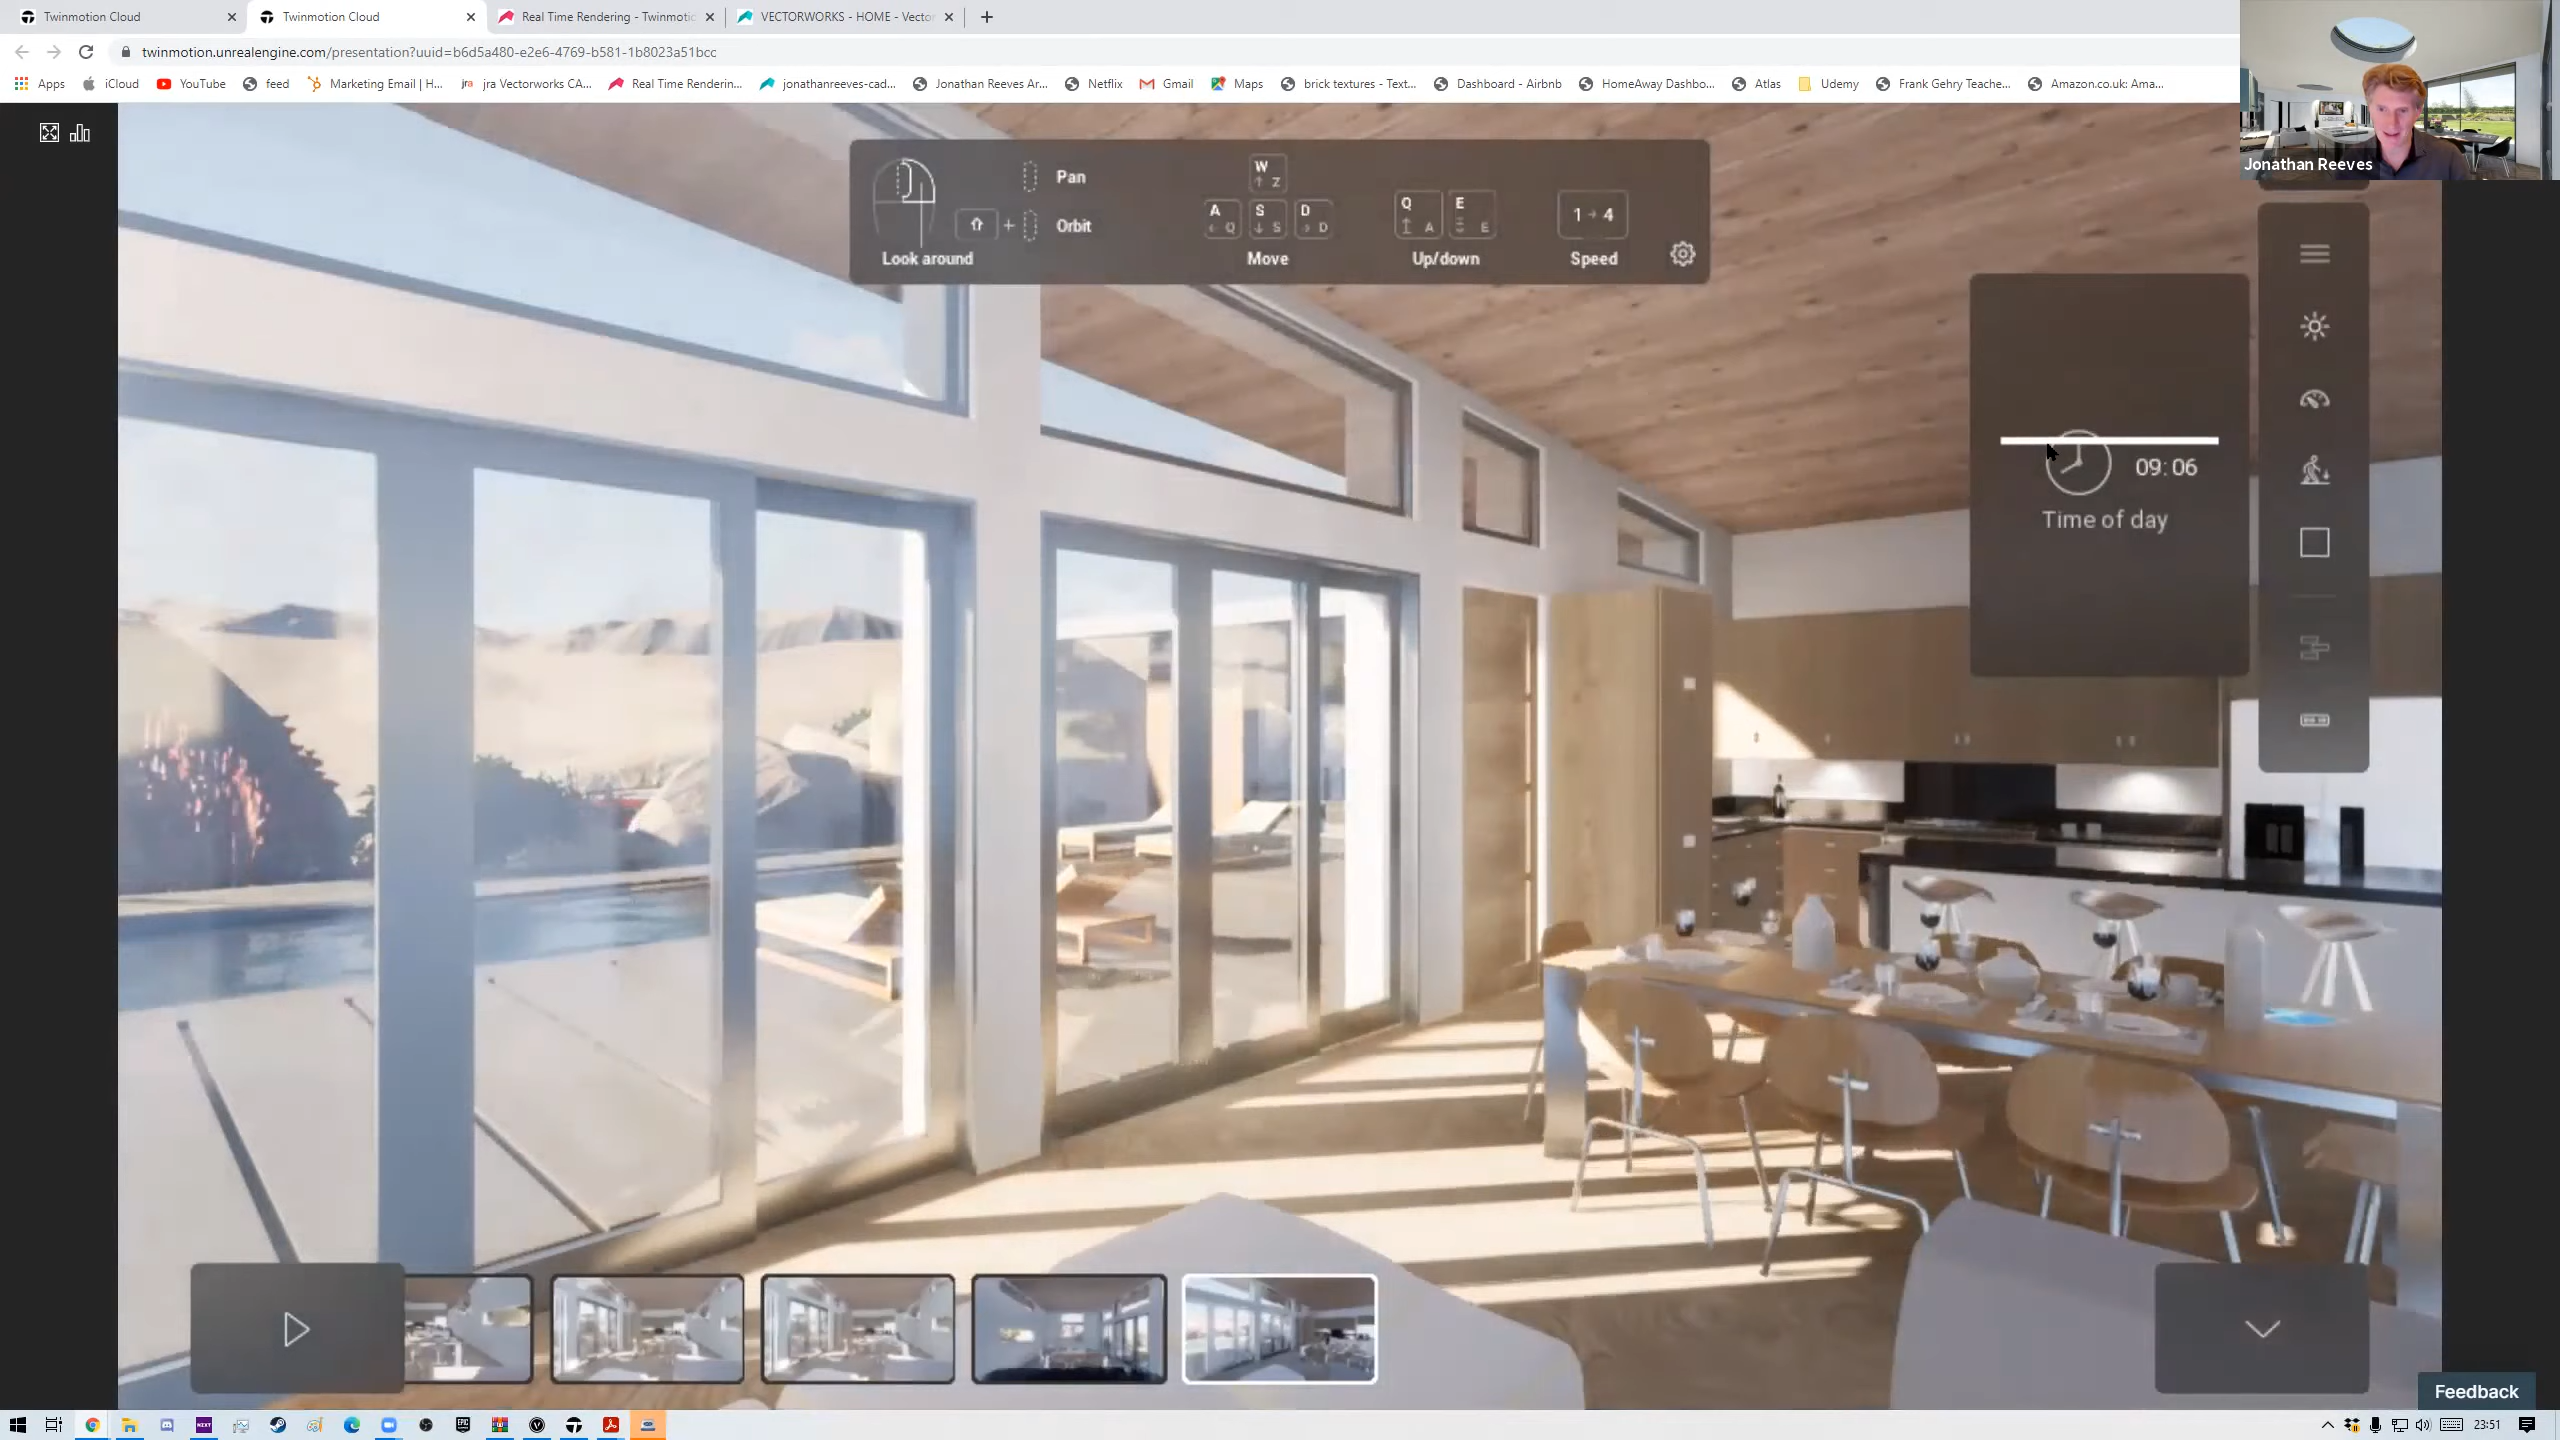 Twinmotion Cloud
Twinmotion Cloud
Real Time Rendering - Twinmotic
VECTORWORKS - HOME - Vector
twinmotion.unrealengine.com/presentation?uuid=b6d5a480-e2e6-4769-b581-1b8023a51bcc
Apps
iCloud
YouTube
feed
Marketing Email | H...
jra Vectorworks CA...
Real Time Renderin...
jonathanreeves-cad...
Jonathan Reeves Ar...
Netflix
Gmail
Maps
brick textures - Text...
Dashboard - Airbnb
HomeAway Dashbo...
Atlas
Udemy
Frank Gehry Teache...
Amazon.co.uk: Ama...
Jonathan Reeves
Pan
Orbit
Look around
W
Z
A
Q
S
S
D
D
Move
Q
A
E
E
Up/down
1 4
Speed
09:06
Time of day
Feedback
23:51